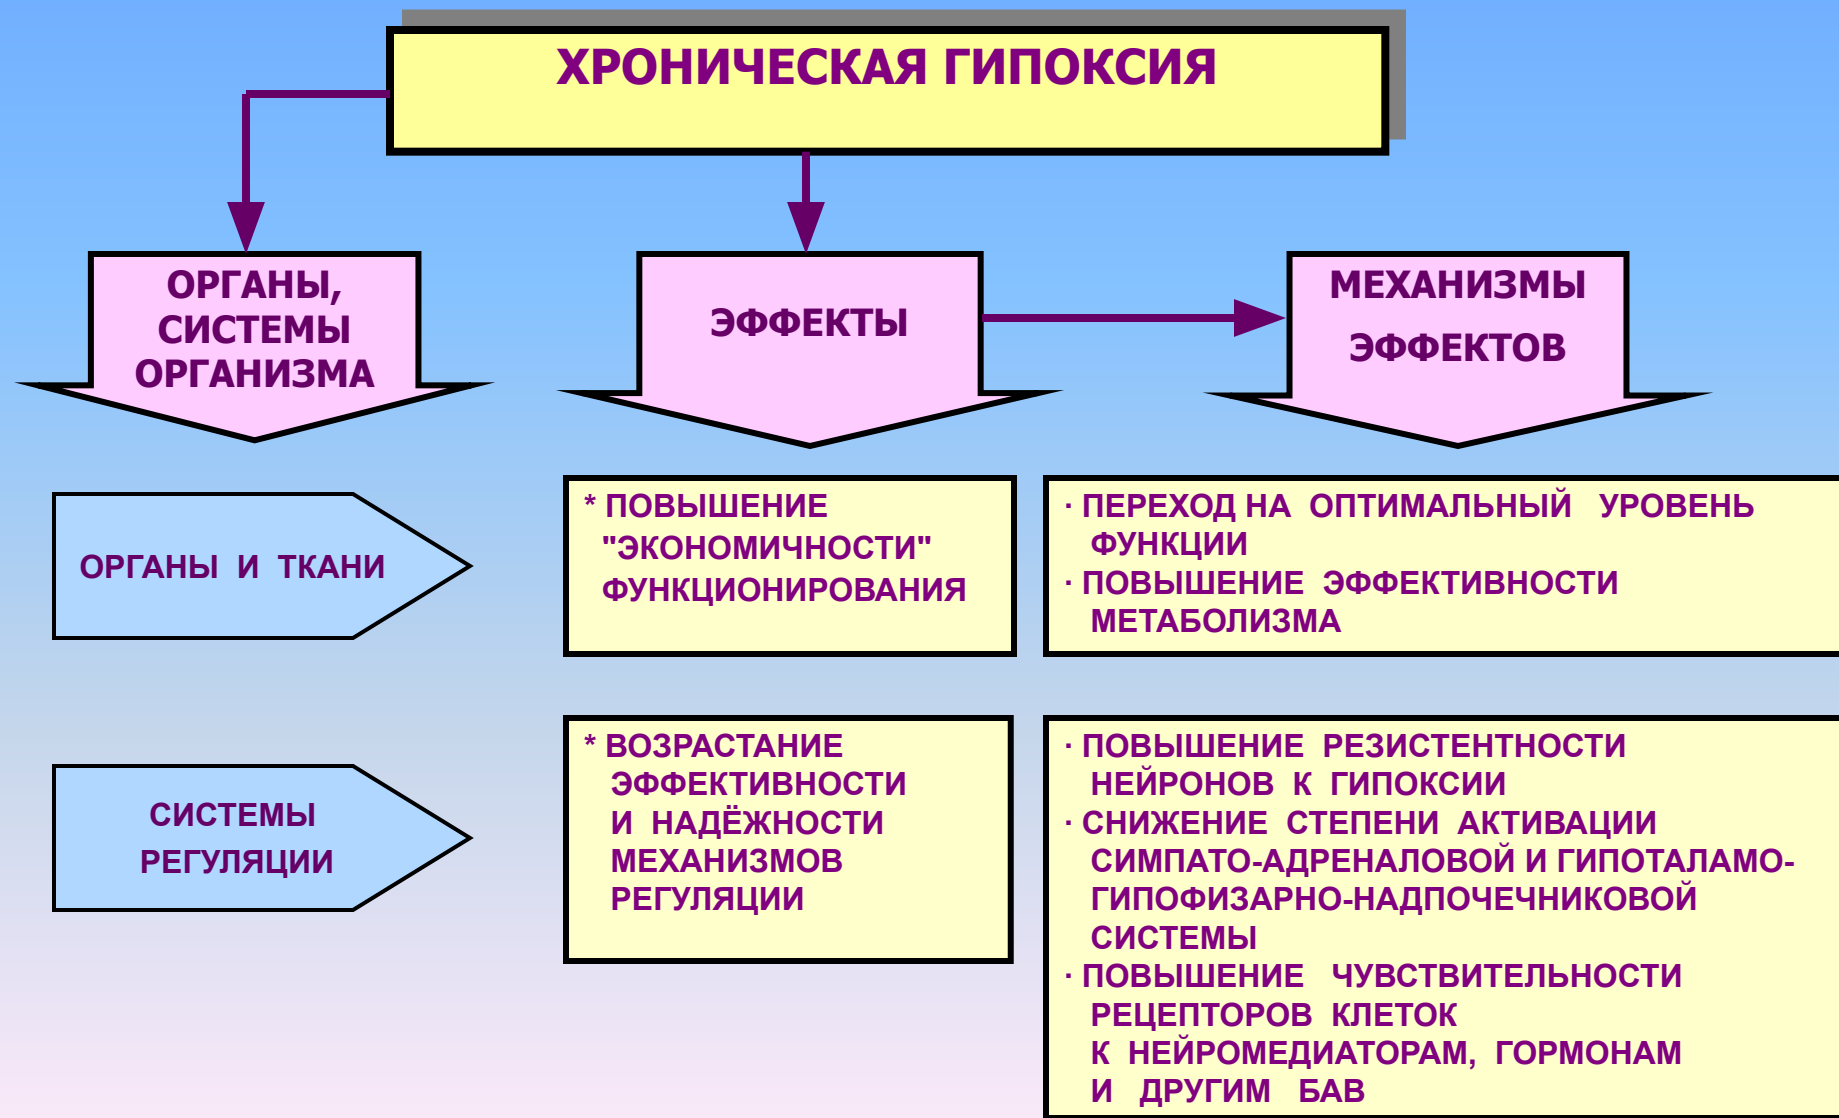 ХРОНИЧЕСКАЯ ГИПОКСИЯ
ОРГАНЫ,
СИСТЕМЫ
ОРГАНИЗМА
ЭФФЕКТЫ
МЕХАНИЗМЫ
ЭФФЕКТОВ
ОРГАНЫ И ТКАНИ
* ПОВЫШЕНИЕ
"ЭКОНОМИЧНОСТИ"
ФУНКЦИОНИРОВАНИЯ
· ПЕРЕХОД НА ОПТИМАЛЬНЫЙ УРОВЕНЬ
ФУНКЦИИ
· ПОВЫШЕНИЕ ЭФФЕКТИВНОСТИ
МЕТАБОЛИЗМА
СИСТЕМЫ
РЕГУЛЯЦИИ
* ВОЗРАСТАНИЕ
ЭФФЕКТИВНОСТИ
И НАДЁЖНОСТИ
МЕХАНИЗМОВ
РЕГУЛЯЦИИ
· ПОВЫШЕНИЕ РЕЗИСТЕНТНОСТИ
НЕЙРОНОВ К ГИПОКСИИ
· СНИЖЕНИЕ СТЕПЕНИ АКТИВАЦИИ
СИМПАТО-АДРЕНАЛОВОЙ И ГИПОТАЛАМО-
ГИПОФИЗАРНО-НАДПОЧЕЧНИКОВОЙ
СИСТЕМЫ
· ПОВЫШЕНИЕ ЧУВСТВИТЕЛЬНОСТИ
РЕЦЕПТОРОВ КЛЕТОК
К НЕЙРОМЕДИАТОРАМ, ГОРМОНАМ
И ДРУГИМ БАВ